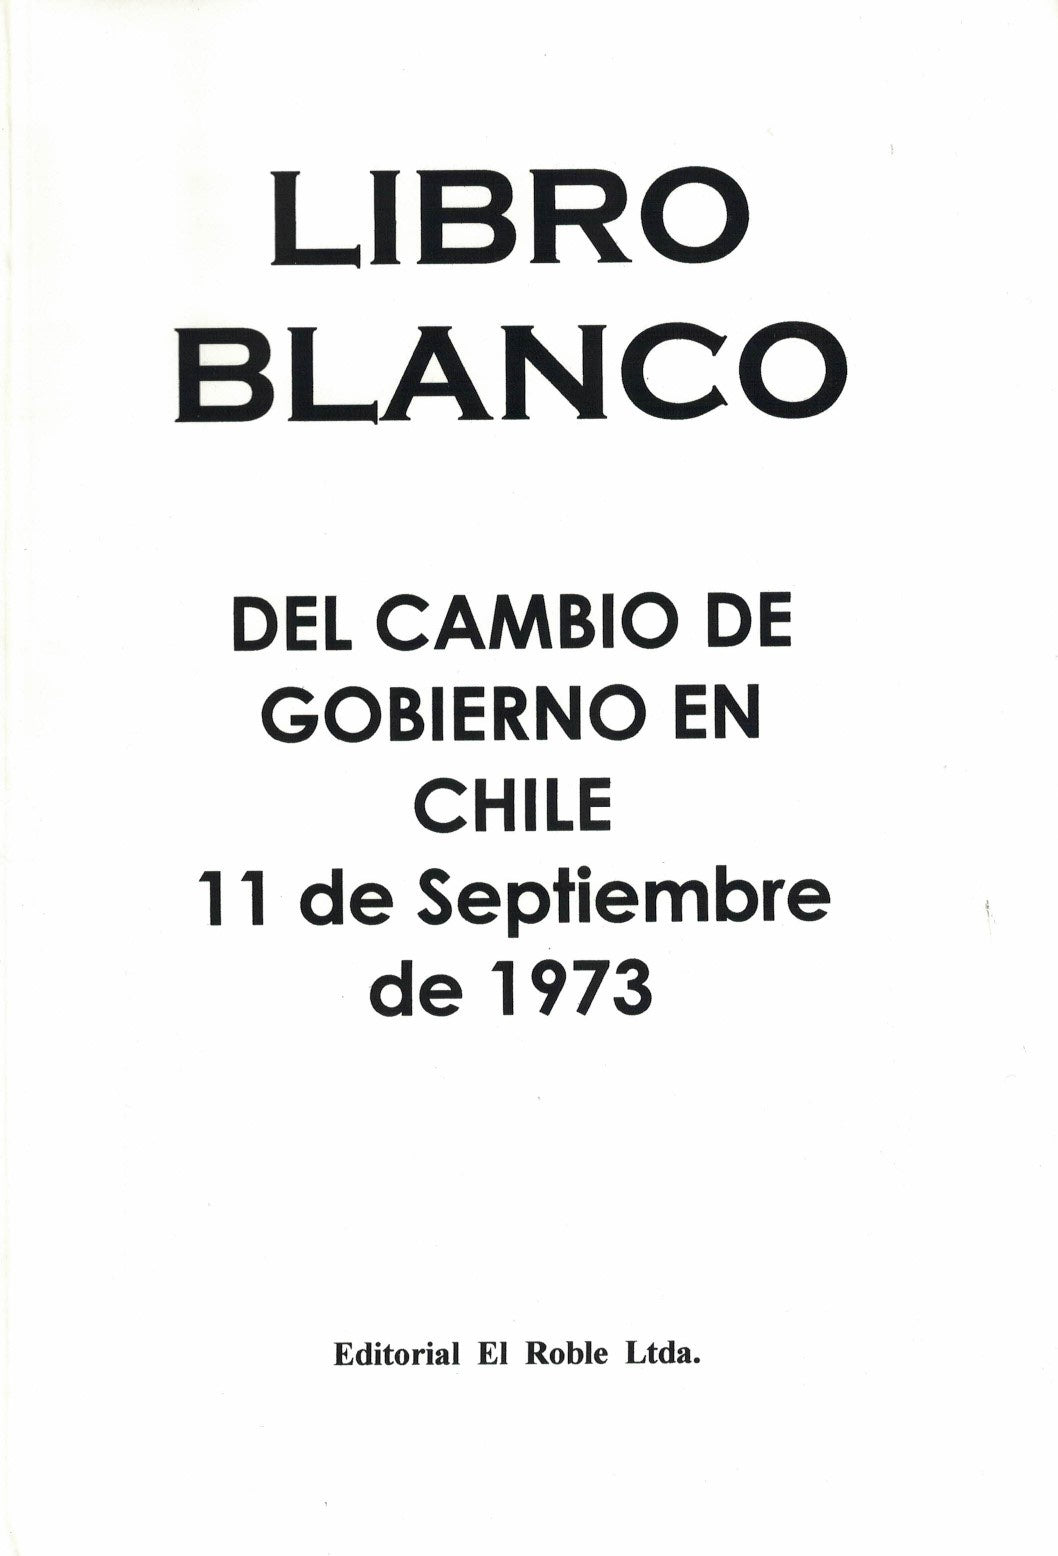 LIBRO
BLANCO
DEL CAMBIO DE
GOBIERNO EN
CHILE
11 de Septiembre
de 1973
Editorial El Roble Ltda.